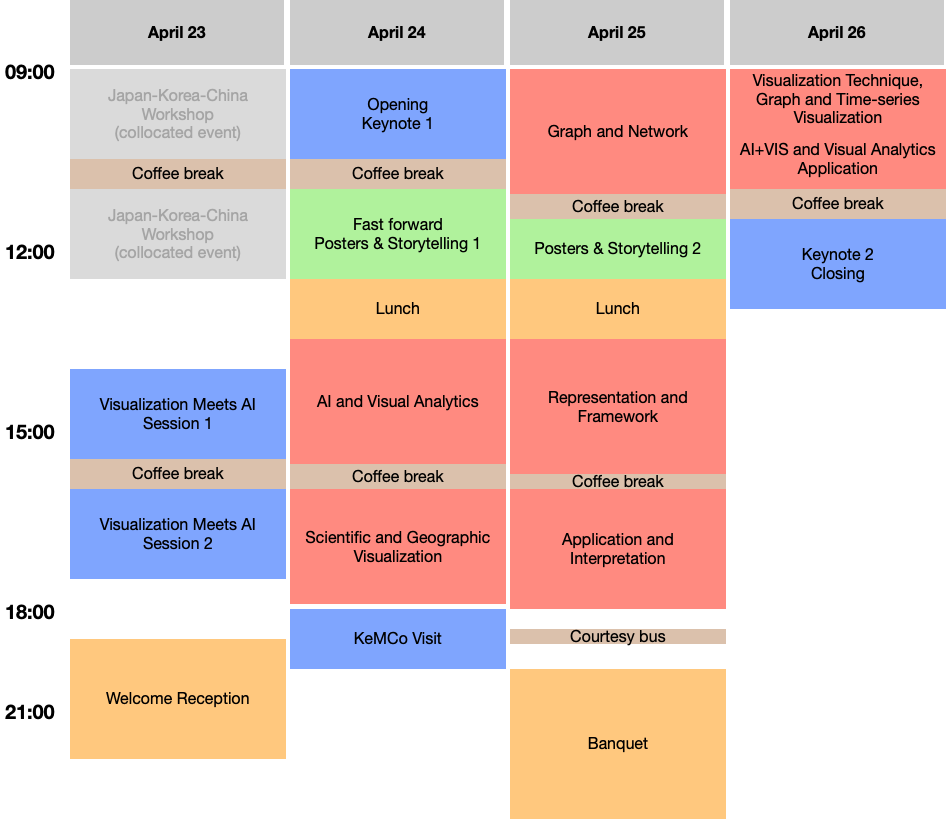 April 23
April 24
April 25
April 26
09:00
12:00
15:00
18:00
21:00
Japan-Korea-China
Workshop
(collocated event)
Coffee break
Japan-Korea-China
Workshop
(collocated event)
Visualization Meets AI
Session 1
Coffee break
Visualization Meets AI
Session 2
Welcome Reception
Opening
Keynote 1
Coffee break
Fast forward
Posters & Storytelling 1
Lunch
AI and Visual Analytics
Coffee break
Scientific and Geographic
Visualization
KeMCo Visit
Graph and Network
Coffee break
Posters & Storytelling 2
Lunch
Representation and
Framework
Coffee break
Application and
Interpretation
Courtesy bus
Banquet
Visualization Technique,
Graph and Time-series
Visualization
AI+VIS and Visual Analytics
Application
Coffee break
Keynote 2
Closing